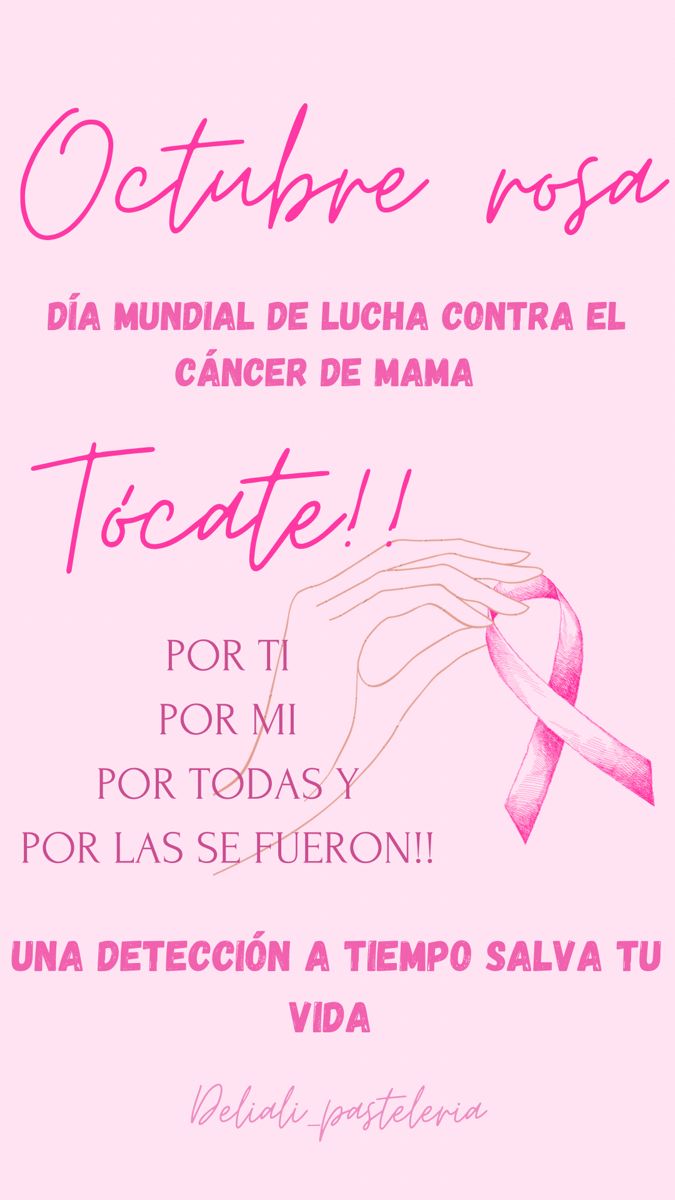 Octubre rosa
DÍA MUNDIAL DE LUCHA CONTRA EL
CÁNCER DE MAMA
Tócate!!
POR TI
POR MI
POR TODAS Y
POR LAS SE FUERON!!
UNA DETECCIÓN A TIEMPO SALVA TU
VIDA
Deliali_pasteleria